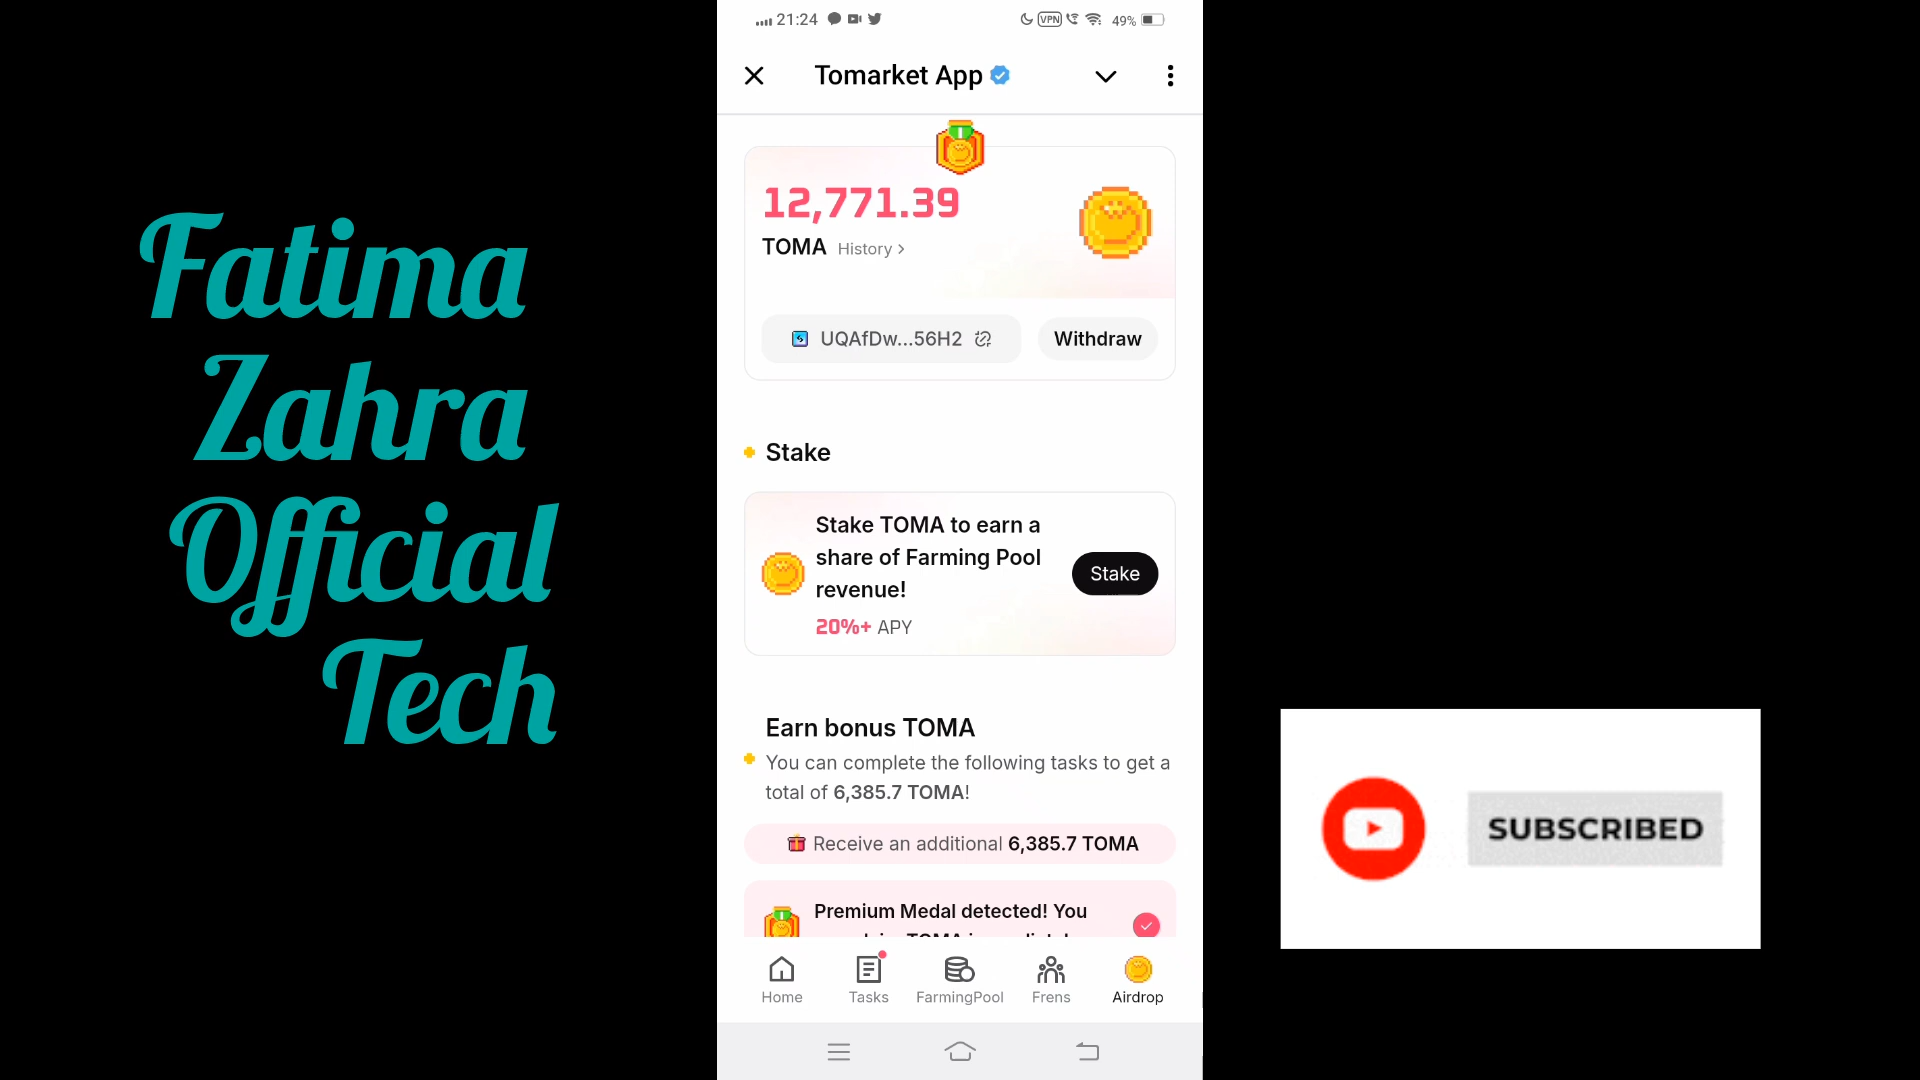 Fatima
Zahra
Official
Tech
21:24
VPN
49%
Tomarket App
12,771.39
TOMA History >
UQAfDw...56H2
Withdraw
Stake
Stake TOMA to earn a
share of Farming Pool
revenue!
20%+ APY
Stake
Earn bonus TOMA
You can complete the following tasks to get a
total of 6,385.7 TOMA!
Receive an additional 6,385.7 TOMA
Premium Medal detected! You
Home
Tasks
FarmingPool
Frens
Airdrop
SUBSCRIBED